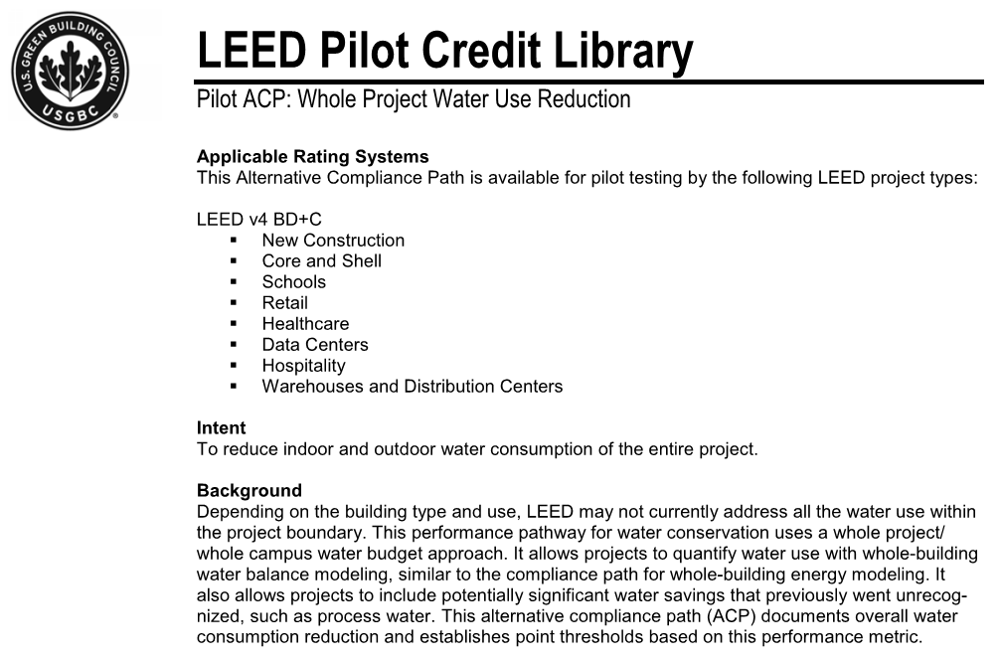 U.S. GREEN BUILDING COUNCIL
USGBC
®
LEED Pilot Credit Library
Pilot ACP: Whole Project Water Use Reduction
Applicable Rating Systems
This Alternative Compliance Path is available for pilot testing by the following LEED project types:
LEED v4 BD+C
▪ New Construction
▪ Core and Shell
▪ Schools
▪ Retail
▪ Healthcare
▪ Data Centers
▪ Hospitality
▪ Warehouses and Distribution Centers
Intent
To reduce indoor and outdoor water consumption of the entire project.
Background
Depending on the building type and use, LEED may not currently address all the water use within
the project boundary. This performance pathway for water conservation uses a whole project/
whole campus water budget approach. It allows projects to quantify water use with whole-building
water balance modeling, similar to the compliance path for whole-building energy modeling. It
also allows projects to include potentially significant water savings that previously went unrecog-
nized, such as process water. This alternative compliance path (ACP) documents overall water
consumption reduction and establishes point thresholds based on this performance metric.